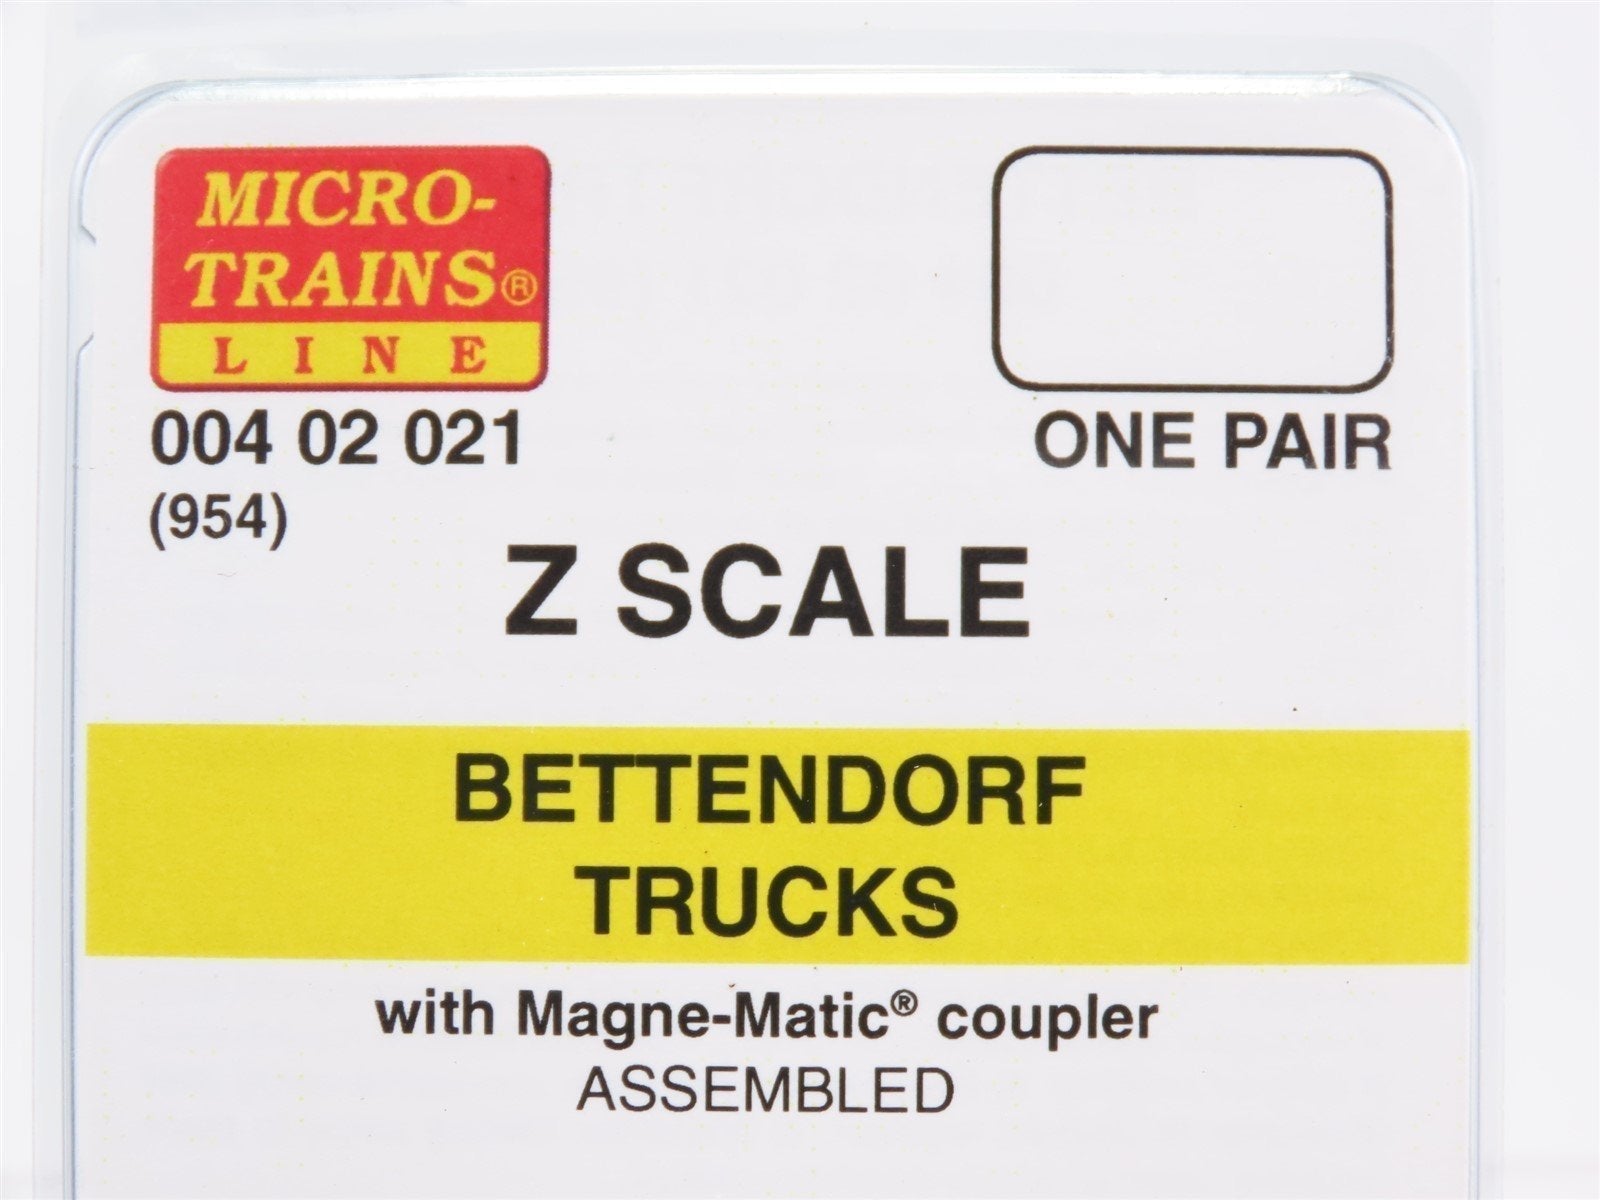 MICRO-
TRAINS®
LINE
004 02 021
(954)
ONE PAIR
Z SCALE
BETTENDORF
TRUCKS
with Magne-Matic® coupler
ASSEMBLED